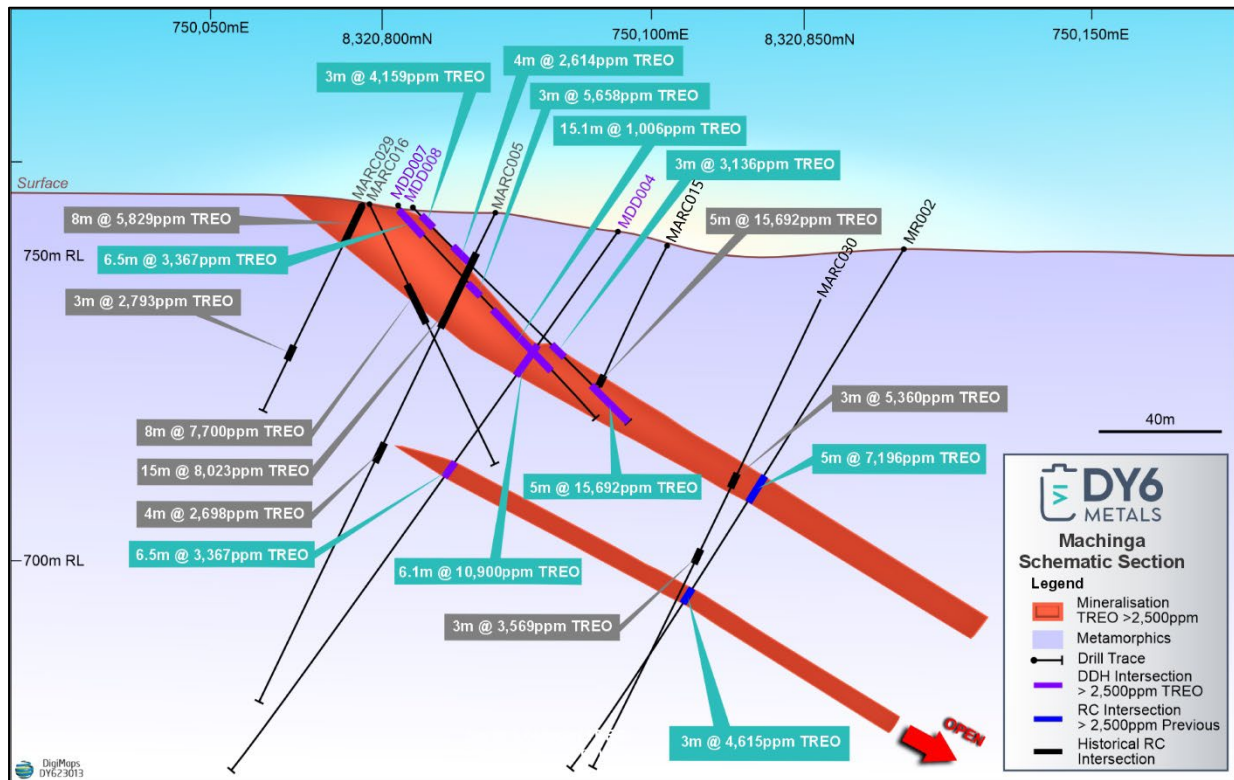 750,050mE
8,320,800mN
750,100mE
8,320,850mN
750,150mE
4m @ 2,614ppm TREO
3m @ 4,159ppm TREO
3m @ 5,658ppm TREO
15.1m @ 1,006ppm TREO
3m @ 3,136ppm TREO
Surface
MARC029
MARC016
MDD007
MDD008
MARC005
MDD004
MARC015
MARC030
MR002
8m @ 5,829ppm TREO
5m @ 15,692ppm TREO
750m RL
6.5m @ 3,367ppm TREO
3m @ 2,793ppm TREO
3m @ 5,360ppm TREO
40m
8m @ 7,700ppm TREO
15m @ 8,023ppm TREO
5m @ 7,196ppm TREO
5m @ 15,692ppm TREO
4m @ 2,698ppm TREO
6.5m @ 3,367ppm TREO
700m RL
6.1m @ 10,900ppm TREO
3m @ 3,569ppm TREO
3m @ 4,615ppm TREO
OPEN
DY6
METALS
Machinga
Schematic Section
Legend
Mineralisation
TREO >2,500ppm
Metamorphics
Drill Trace
DDH Intersection
> 2,500ppm TREO
RC Intersection
> 2,500ppm Previous
Historical RC
Intersection
DigiMaps
DY623013